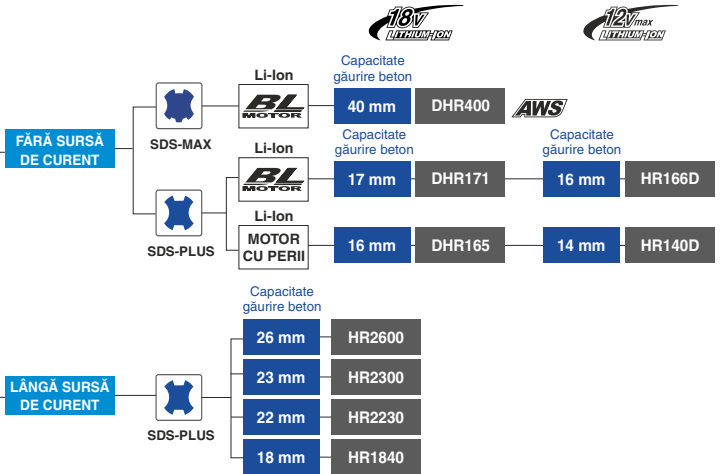 18V
LITHIUM-ION
12Vmax
LITHIUM-ION
Li-Ion
Capacitate
găurire beton
BL
MOTOR
40 mm
DHR400
AWS
SDS-MAX
FĂRĂ SURSĂ
DE CURENT
Li-Ion
Capacitate
găurire beton
Capacitate
găurire beton
BL
MOTOR
17 mm
DHR171
16 mm
HR166D
SDS-PLUS
Li-Ion
MOTOR
CU PERII
16 mm
DHR165
14 mm
HR140D
Capacitate
găurire beton
26 mm
HR2600
23 mm
HR2300
LÂNGĂ SURSĂ
DE CURENT
SDS-PLUS
22 mm
HR2230
18 mm
HR1840